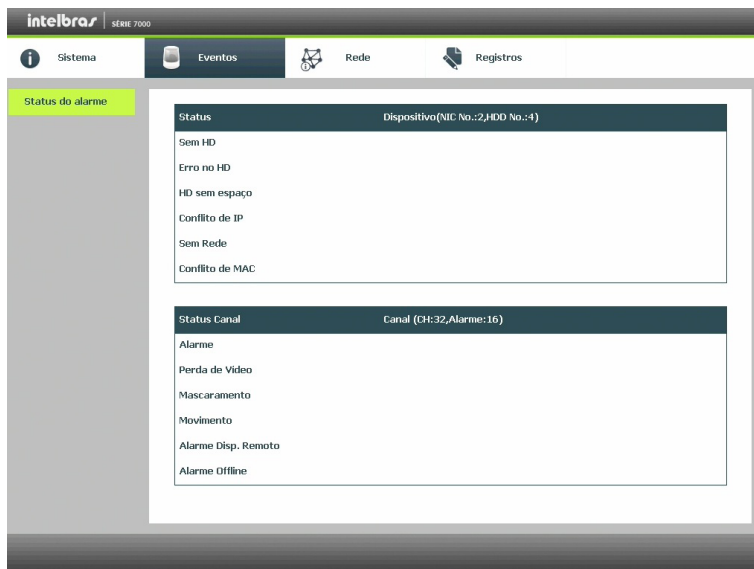 intelbras SÉRIE 7000
Sistema Eventos Rede Registros
Status do alarme
Status Dispositivo(NIC No.:2,HDD No.:4)
Sem HD
Erro no HD
HD sem espaço
Conflito de IP
Sem Rede
Conflito de MAC
Status Canal Canal (CH:32,Alarme:16)
Alarme
Perda de Video
Mascaramento
Movimento
Alarme Disp. Remoto
Alarme Offline